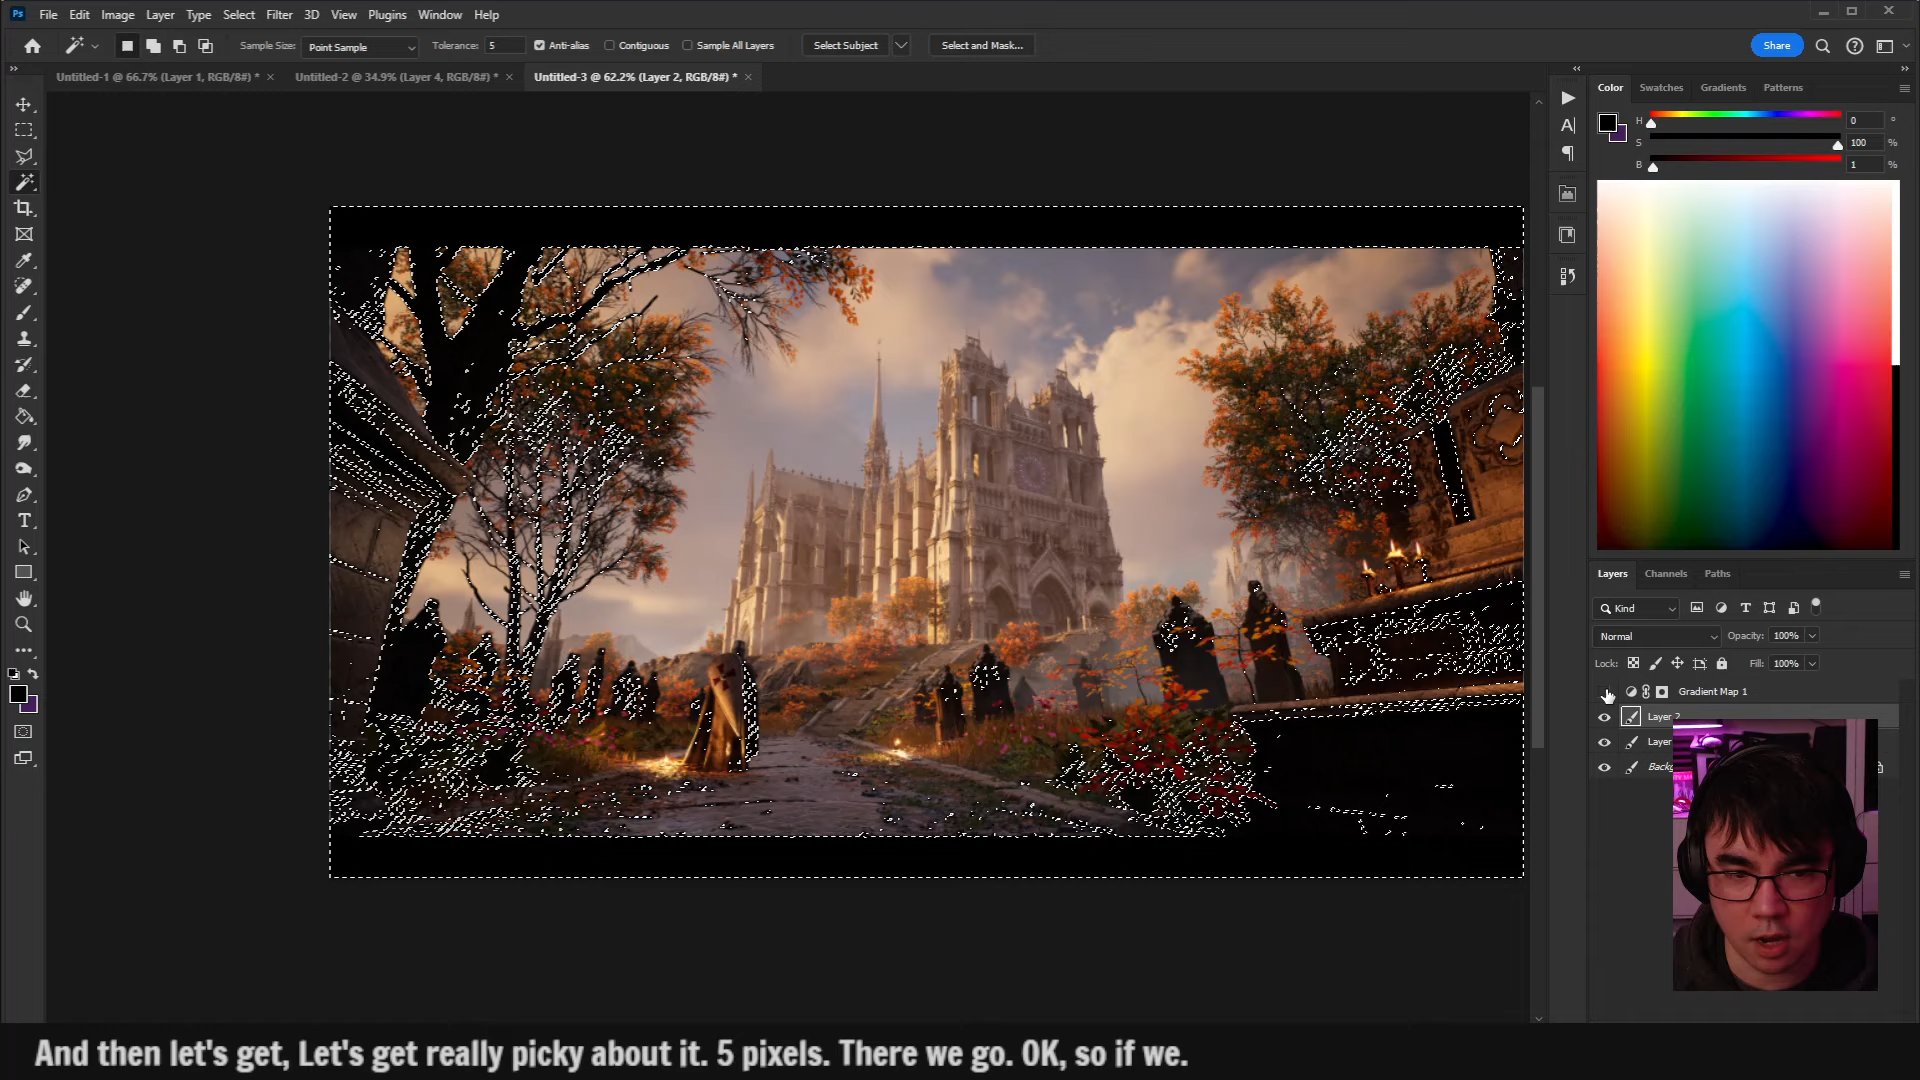 Ps File Edit Image Layer Type Select Filter 3D View Plugins Window Help
Sample Size: Point Sample Tolerance: 5 Anti-alias Contiguous Sample All Layers Select Subject Select and Mask... Share
Untitled-1 @ 66.7% (Layer 1, RGB/8#) * Untitled-2 @ 34.9% (Layer 4, RGB/8#) * Untitled-3 @ 62.2% (Layer 2, RGB/8#) *
Color Swatches Gradients Patterns
H 0 °
S 100 %
B 1 %
Layers Channels Paths
Kind
Normal Opacity: 100%
Lock: Fill: 100%
Gradient Map 1
Layer 2
Layer
And then let's get, Let's get really picky about it. 5 pixels. There we go. OK, so if we.